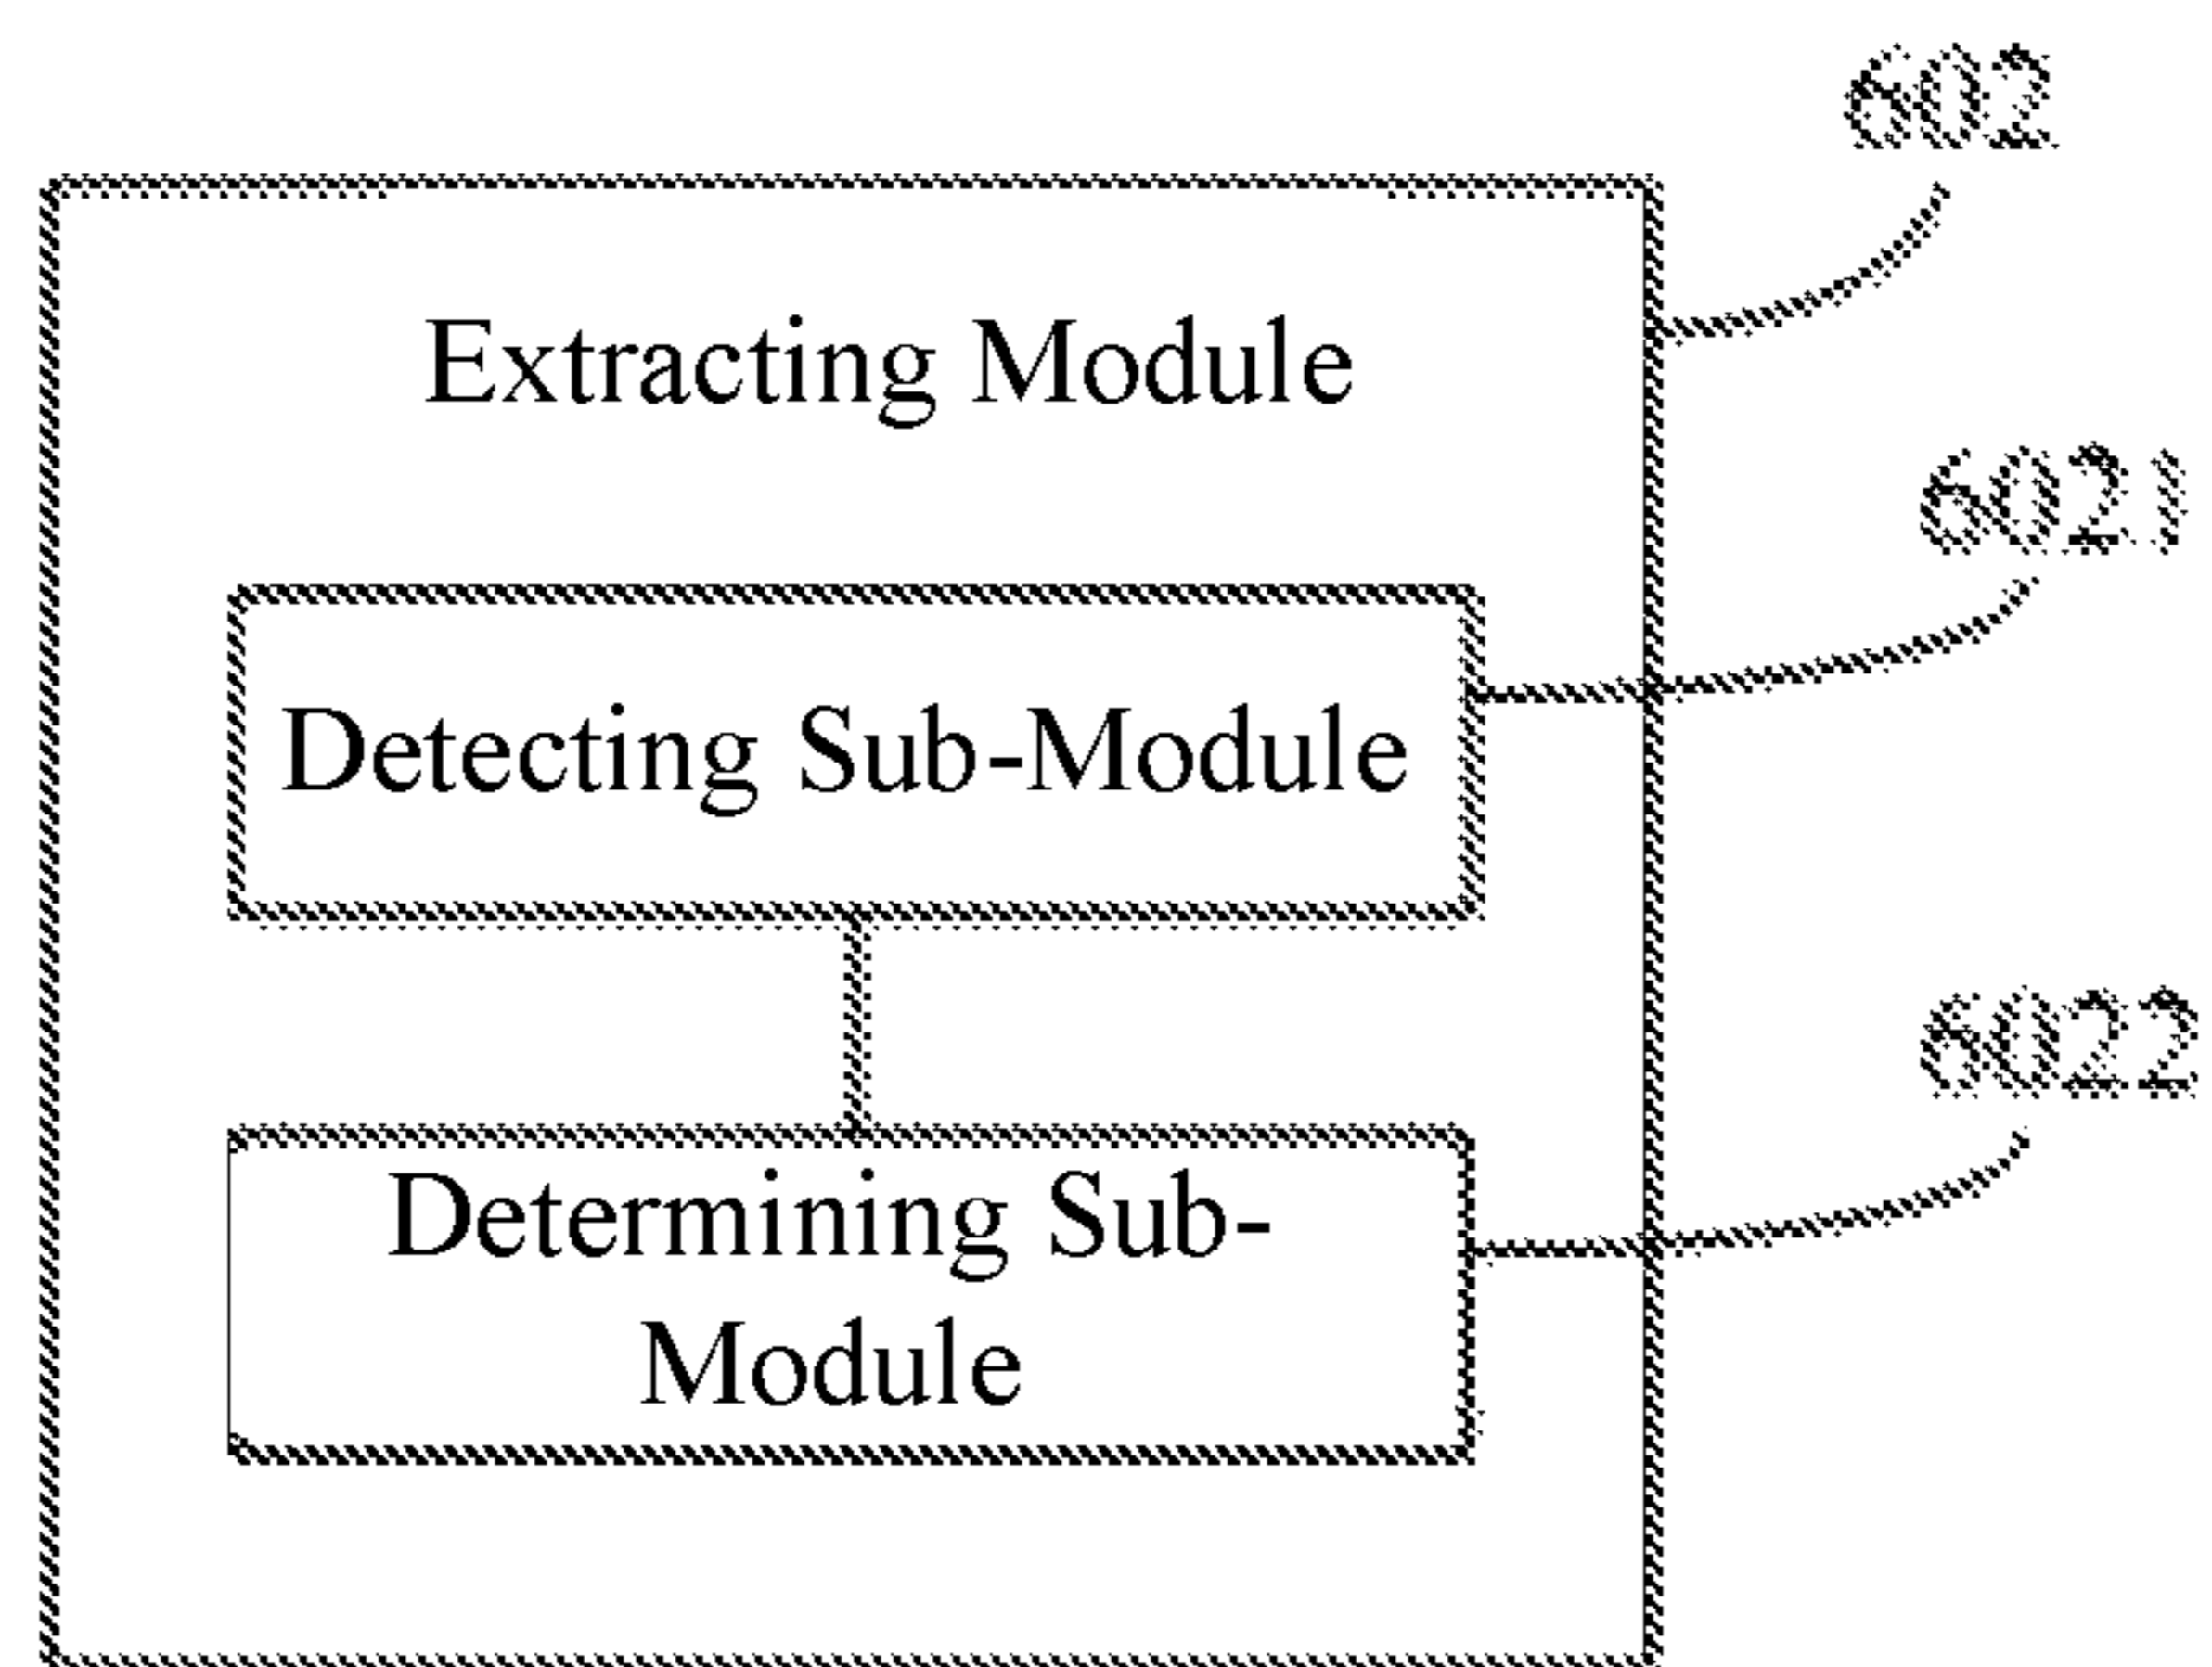 602
Extracting Module
6021
Detecting Sub-Module
6022
Determining Sub-
Module